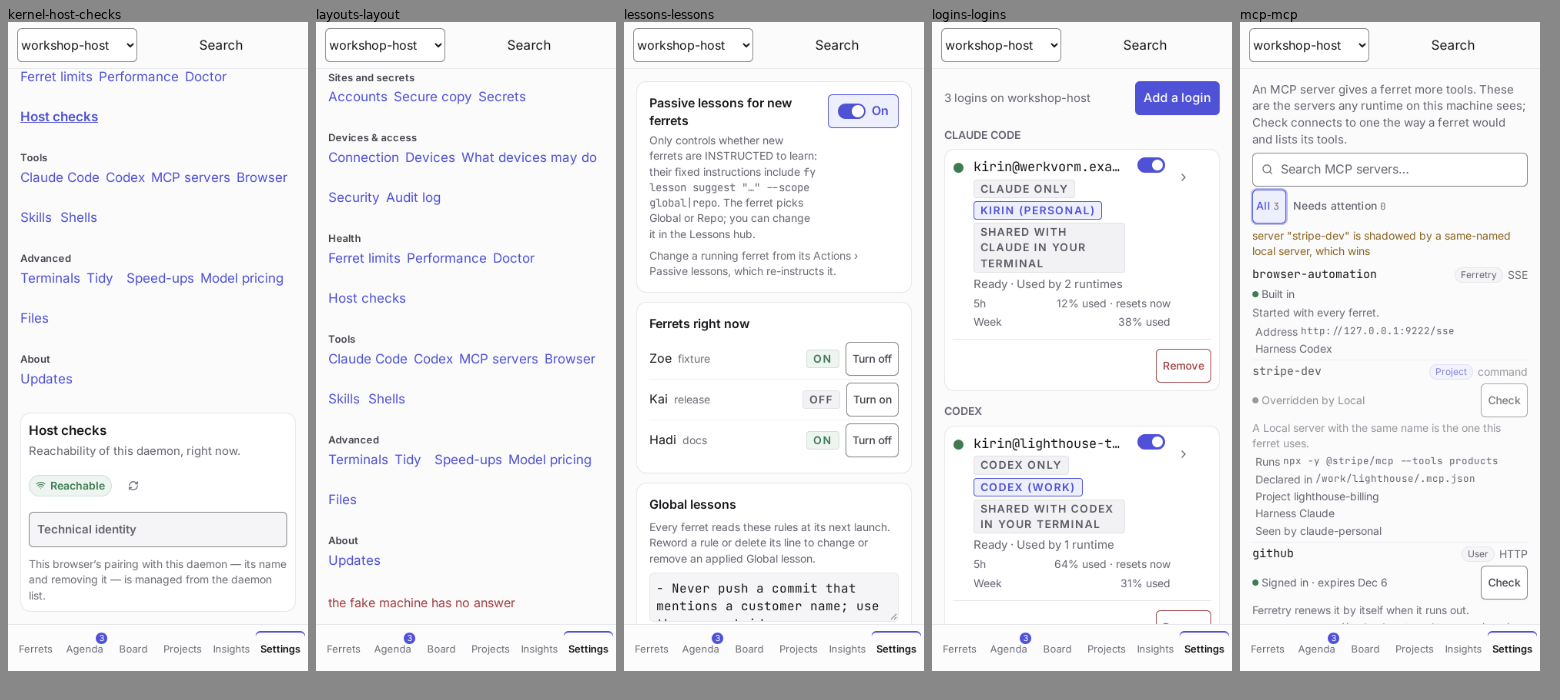 kernel-host-checks
workshop-host
Search
Ferret limits Performance Doctor
Host checks
Tools
Claude Code Codex MCP servers Browser
Skills Shells
Advanced
Terminals Tidy Speed-ups Model pricing
Files
About
Updates
Host checks
Reachability of this daemon, right now.
Reachable
Technical identity
This browser's pairing with this daemon — its name
and removing it — is managed from the daemon
list.
Ferrets Agenda 3 Board Projects Insights Settings
layouts-layout
workshop-host
Search
Sites and secrets
Accounts Secure copy Secrets
Devices & access
Connection Devices What devices may do
Security Audit log
Health
Ferret limits Performance Doctor
Host checks
Tools
Claude Code Codex MCP servers Browser
Skills Shells
Advanced
Terminals Tidy Speed-ups Model pricing
Files
About
Updates
the fake machine has no answer
Ferrets Agenda 3 Board Projects Insights Settings
lessons-lessons
workshop-host
Search
Passive lessons for new
ferrets
On
Only controls whether new
ferrets are INSTRUCTED to learn:
their fixed instructions include fy
lesson suggest "…" --scope
global|repo. The ferret picks
Global or Repo; you can change
it in the Lessons hub.
Change a running ferret from its Actions ›
Passive lessons, which re-instructs it.
Ferrets right now
Zoe fixture ON Turn off
Kai release OFF Turn on
Hadi docs ON Turn off
Global lessons
Every ferret reads these rules at its next launch.
Reword a rule or delete its line to change or
remove an applied Global lesson.
- Never push a commit that
mentions a customer name; use
Ferrets Agenda 3 Board Projects Insights Settings
logins-logins
workshop-host
Search
3 logins on workshop-host
Add a login
CLAUDE CODE
kirin@werkvorm.exa…
CLAUDE ONLY
KIRIN (PERSONAL)
SHARED WITH
CLAUDE IN YOUR
TERMINAL
Ready · Used by 2 runtimes
5h 12% used · resets now
Week 38% used
Remove
CODEX
kirin@lighthouse-t…
CODEX ONLY
CODEX (WORK)
SHARED WITH CODEX
IN YOUR TERMINAL
Ready · Used by 1 runtime
5h 64% used · resets now
Week 31% used
Ferrets Agenda 3 Board Projects Insights Settings
mcp-mcp
workshop-host
Search
An MCP server gives a ferret more tools. These
are the servers any runtime on this machine sees;
Check connects to one the way a ferret would
and lists its tools.
Search MCP servers…
All 3 Needs attention 0
server "stripe-dev" is shadowed by a same-named
local server, which wins
browser-automation Ferretry SSE
Built in
Started with every ferret.
Address http://127.0.0.1:9222/sse
Harness Codex
stripe-dev Project command
Overridden by Local Check
A Local server with the same name is the one this
ferret uses.
Runs npx -y @stripe/mcp --tools products
Declared in /work/lighthouse/.mcp.json
Project lighthouse-billing
Harness Claude
Seen by claude-personal
github User HTTP
Signed in · expires Dec 6 Check
Ferretry renews it by itself when it runs out.
Ferrets Agenda 3 Board Projects Insights Settings